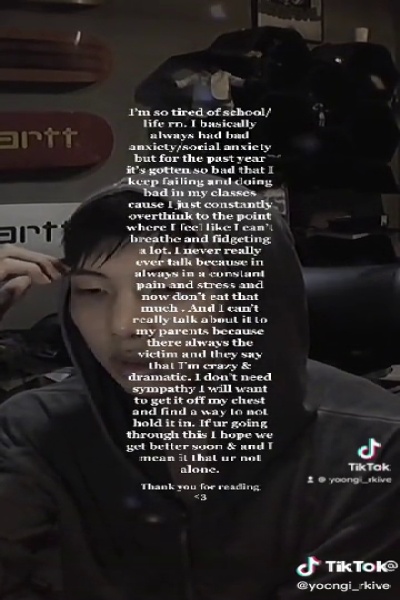 artt
art
I'm so tired of school/
life rn. I basically
always had bad
anxiety/social anxiety
but for the past year
it's gotten so bad that I
keep failing and doing
bad in my classes
cause I just constantly
overthink to the point
where I feel like I can't
breathe and fidgeting
a lot. I never really
ever talk because im
always in a constant
pain and stress and
now don't eat that
much . And I can't
really talk about it to
my parents because
there always the
victim and they say
that I'm crazy &
dramatic. I don't need
sympathy I will want
to get it off my chest
and find a way to not
hold it in. If ur going
through this I hope we
get better soon & and I
mean it that ur not
alone.
Thank you for reading
<3
TikTok
@ yoongi_rkive
TikTok@
@yoongi_rkive